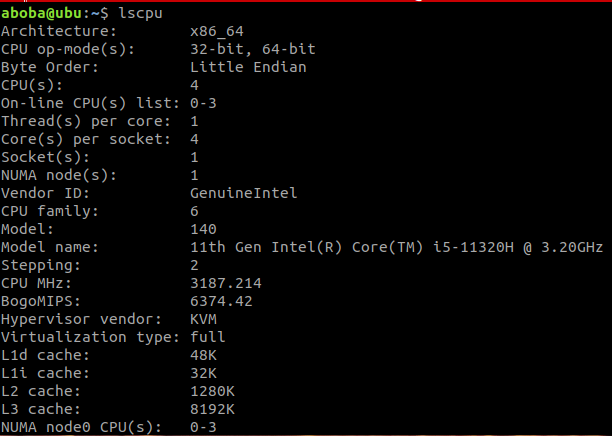 aboba@ubu:~$ lscpu
Architecture: x86_64
CPU op-mode(s): 32-bit, 64-bit
Byte Order: Little Endian
CPU(s): 4
On-line CPU(s) list: 0-3
Thread(s) per core: 1
Core(s) per socket: 4
Socket(s): 1
NUMA node(s): 1
Vendor ID: GenuineIntel
CPU family: 6
Model: 140
Model name: 11th Gen Intel(R) Core(TM) i5-11320H @ 3.20GHz
Stepping: 2
CPU MHz: 3187.214
BogoMIPS: 6374.42
Hypervisor vendor: KVM
Virtualization type: full
L1d cache: 48K
L1i cache: 32K
L2 cache: 1280K
L3 cache: 8192K
NUMA node0 CPU(s): 0-3